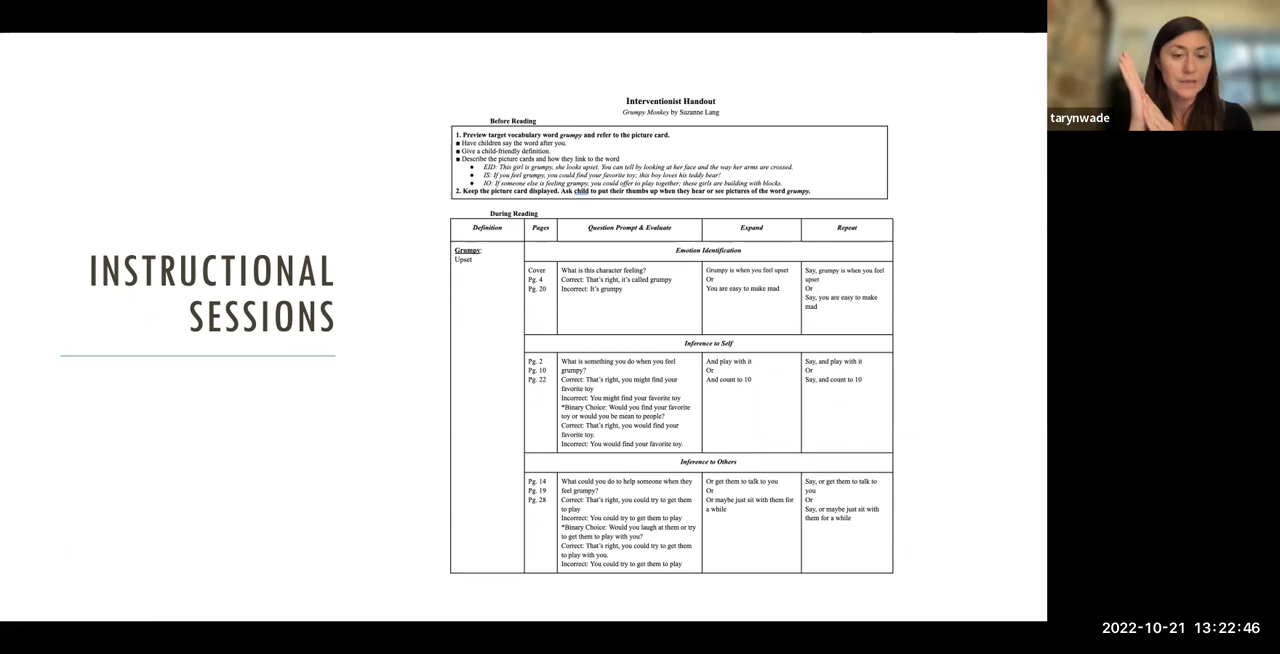 INSTRUCTIONAL
SESSIONS
Interventionist Handout
Grumpy Monkey by Suzanne Lang
Before Reading
1. Preview target vocabulary word grumpy and refer to the picture card.
■ Have children say the word after you.
■ Give a child-friendly definition.
■ Describe the picture cards and how they link to the word
● EID: This girl is grumpy, she looks upset. You can tell by looking at her face and the way her arms are crossed.
● IS: If you feel grumpy, you could find your favorite toy; this boy loves his teddy bear!
● IO: If someone else is feeling grumpy, you could offer to play together; these girls are building with blocks.
2. Keep the picture card displayed. Ask child to put their thumbs up when they hear or see pictures of the word grumpy.
During Reading
Definition Pages Question Prompt & Evaluate Expand Repeat
Grumpy:
Upset
Emotion Identification
Cover
Pg. 4
Pg. 20
What is this character feeling?
Correct: That's right, it's called grumpy
Incorrect: It's grumpy
Grumpy is when you feel upset
Or
You are easy to make mad
Say, grumpy is when you feel
upset
Or
Say, you are easy to make
mad
Inference to Self
Pg. 2
Pg. 10
Pg. 22
What is something you do when you feel
grumpy?
Correct: That's right, you might find your
favorite toy
Incorrect: You might find your favorite toy
*Binary Choice: Would you find your favorite
toy or would you be mean to people?
Correct: That's right, you would find your
favorite toy.
Incorrect: You would find your favorite toy.
And play with it
Or
And count to 10
Say, and play with it
Or
Say, and count to 10
Inference to Others
Pg. 14
Pg. 19
Pg. 28
What could you do to help someone when they
feel grumpy?
Correct: That's right, you could try to get them
to play
Incorrect: You could try to get them to play
*Binary Choice: Would you laugh at them or try
to get them to play with you?
Correct: That's right, you could try to get them
to play with you.
Incorrect: You could try to get them to play
Or get them to talk to you
Or
Or maybe just sit with them for
a while
Say, or get them to talk to
you
Or
Say, or maybe just sit with
them for a while
tarynwade
2022-10-21 13:22:46